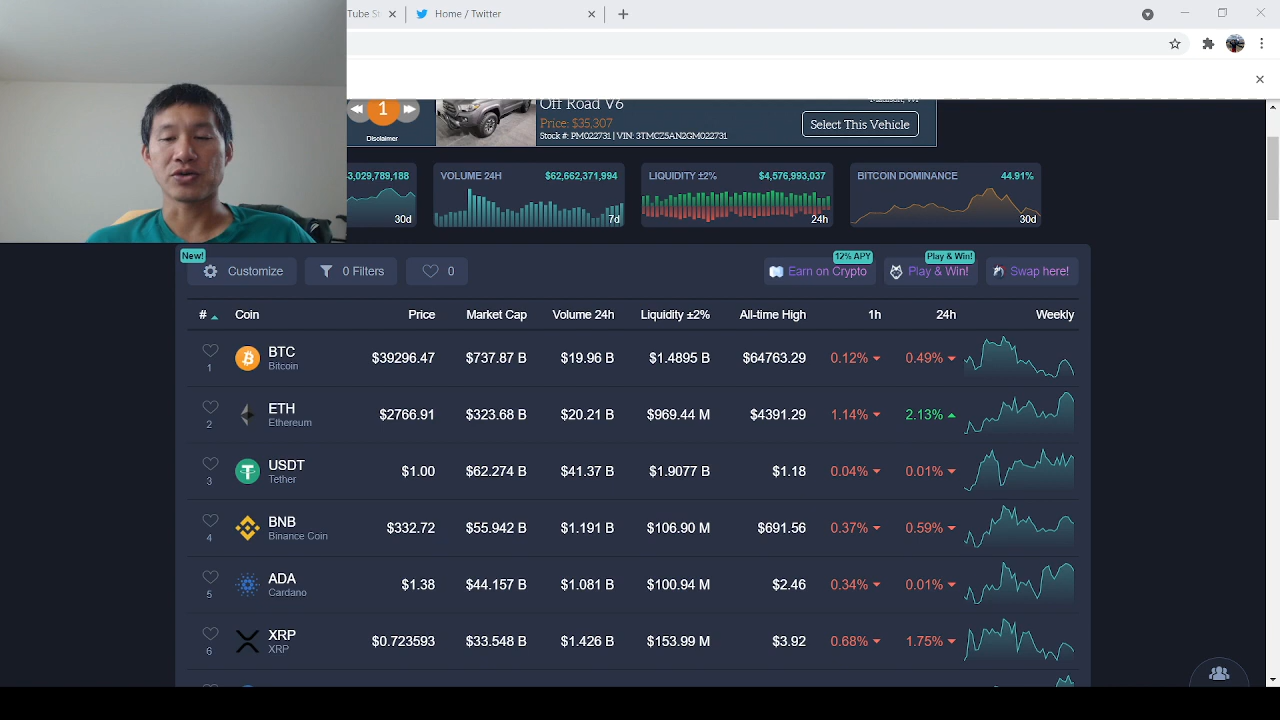 Tube St
Home / Twitter
1
Disclaimer
Off Road V6
Price: $35,307
Stock #: PM022731 | VIN: 3TMCZ5AN2GM022731
Madison, WI
Select This Vehicle
3,029,789,188
30d
VOLUME 24H $62,662,371,994
7d
LIQUIDITY ±2% $4,576,993,037
24h
BITCOIN DOMINANCE 44.91%
30d
New!
Customize
0 Filters
0
12% APY
Earn on Crypto
Play & Win!
Play & Win!
Swap here!
# Coin Price Market Cap Volume 24h Liquidity ±2% All-time High 1h 24h Weekly
1 BTC Bitcoin $39296.47 $737.87 B $19.96 B $1.4895 B $64763.29 0.12% 0.49%
2 ETH Ethereum $2766.91 $323.68 B $20.21 B $969.44 M $4391.29 1.14% 2.13%
3 USDT Tether $1.00 $62.274 B $41.37 B $1.9077 B $1.18 0.04% 0.01%
4 BNB Binance Coin $332.72 $55.942 B $1.191 B $106.90 M $691.56 0.37% 0.59%
5 ADA Cardano $1.38 $44.157 B $1.081 B $100.94 M $2.46 0.34% 0.01%
6 XRP XRP $0.723593 $33.548 B $1.426 B $153.99 M $3.92 0.68% 1.75%